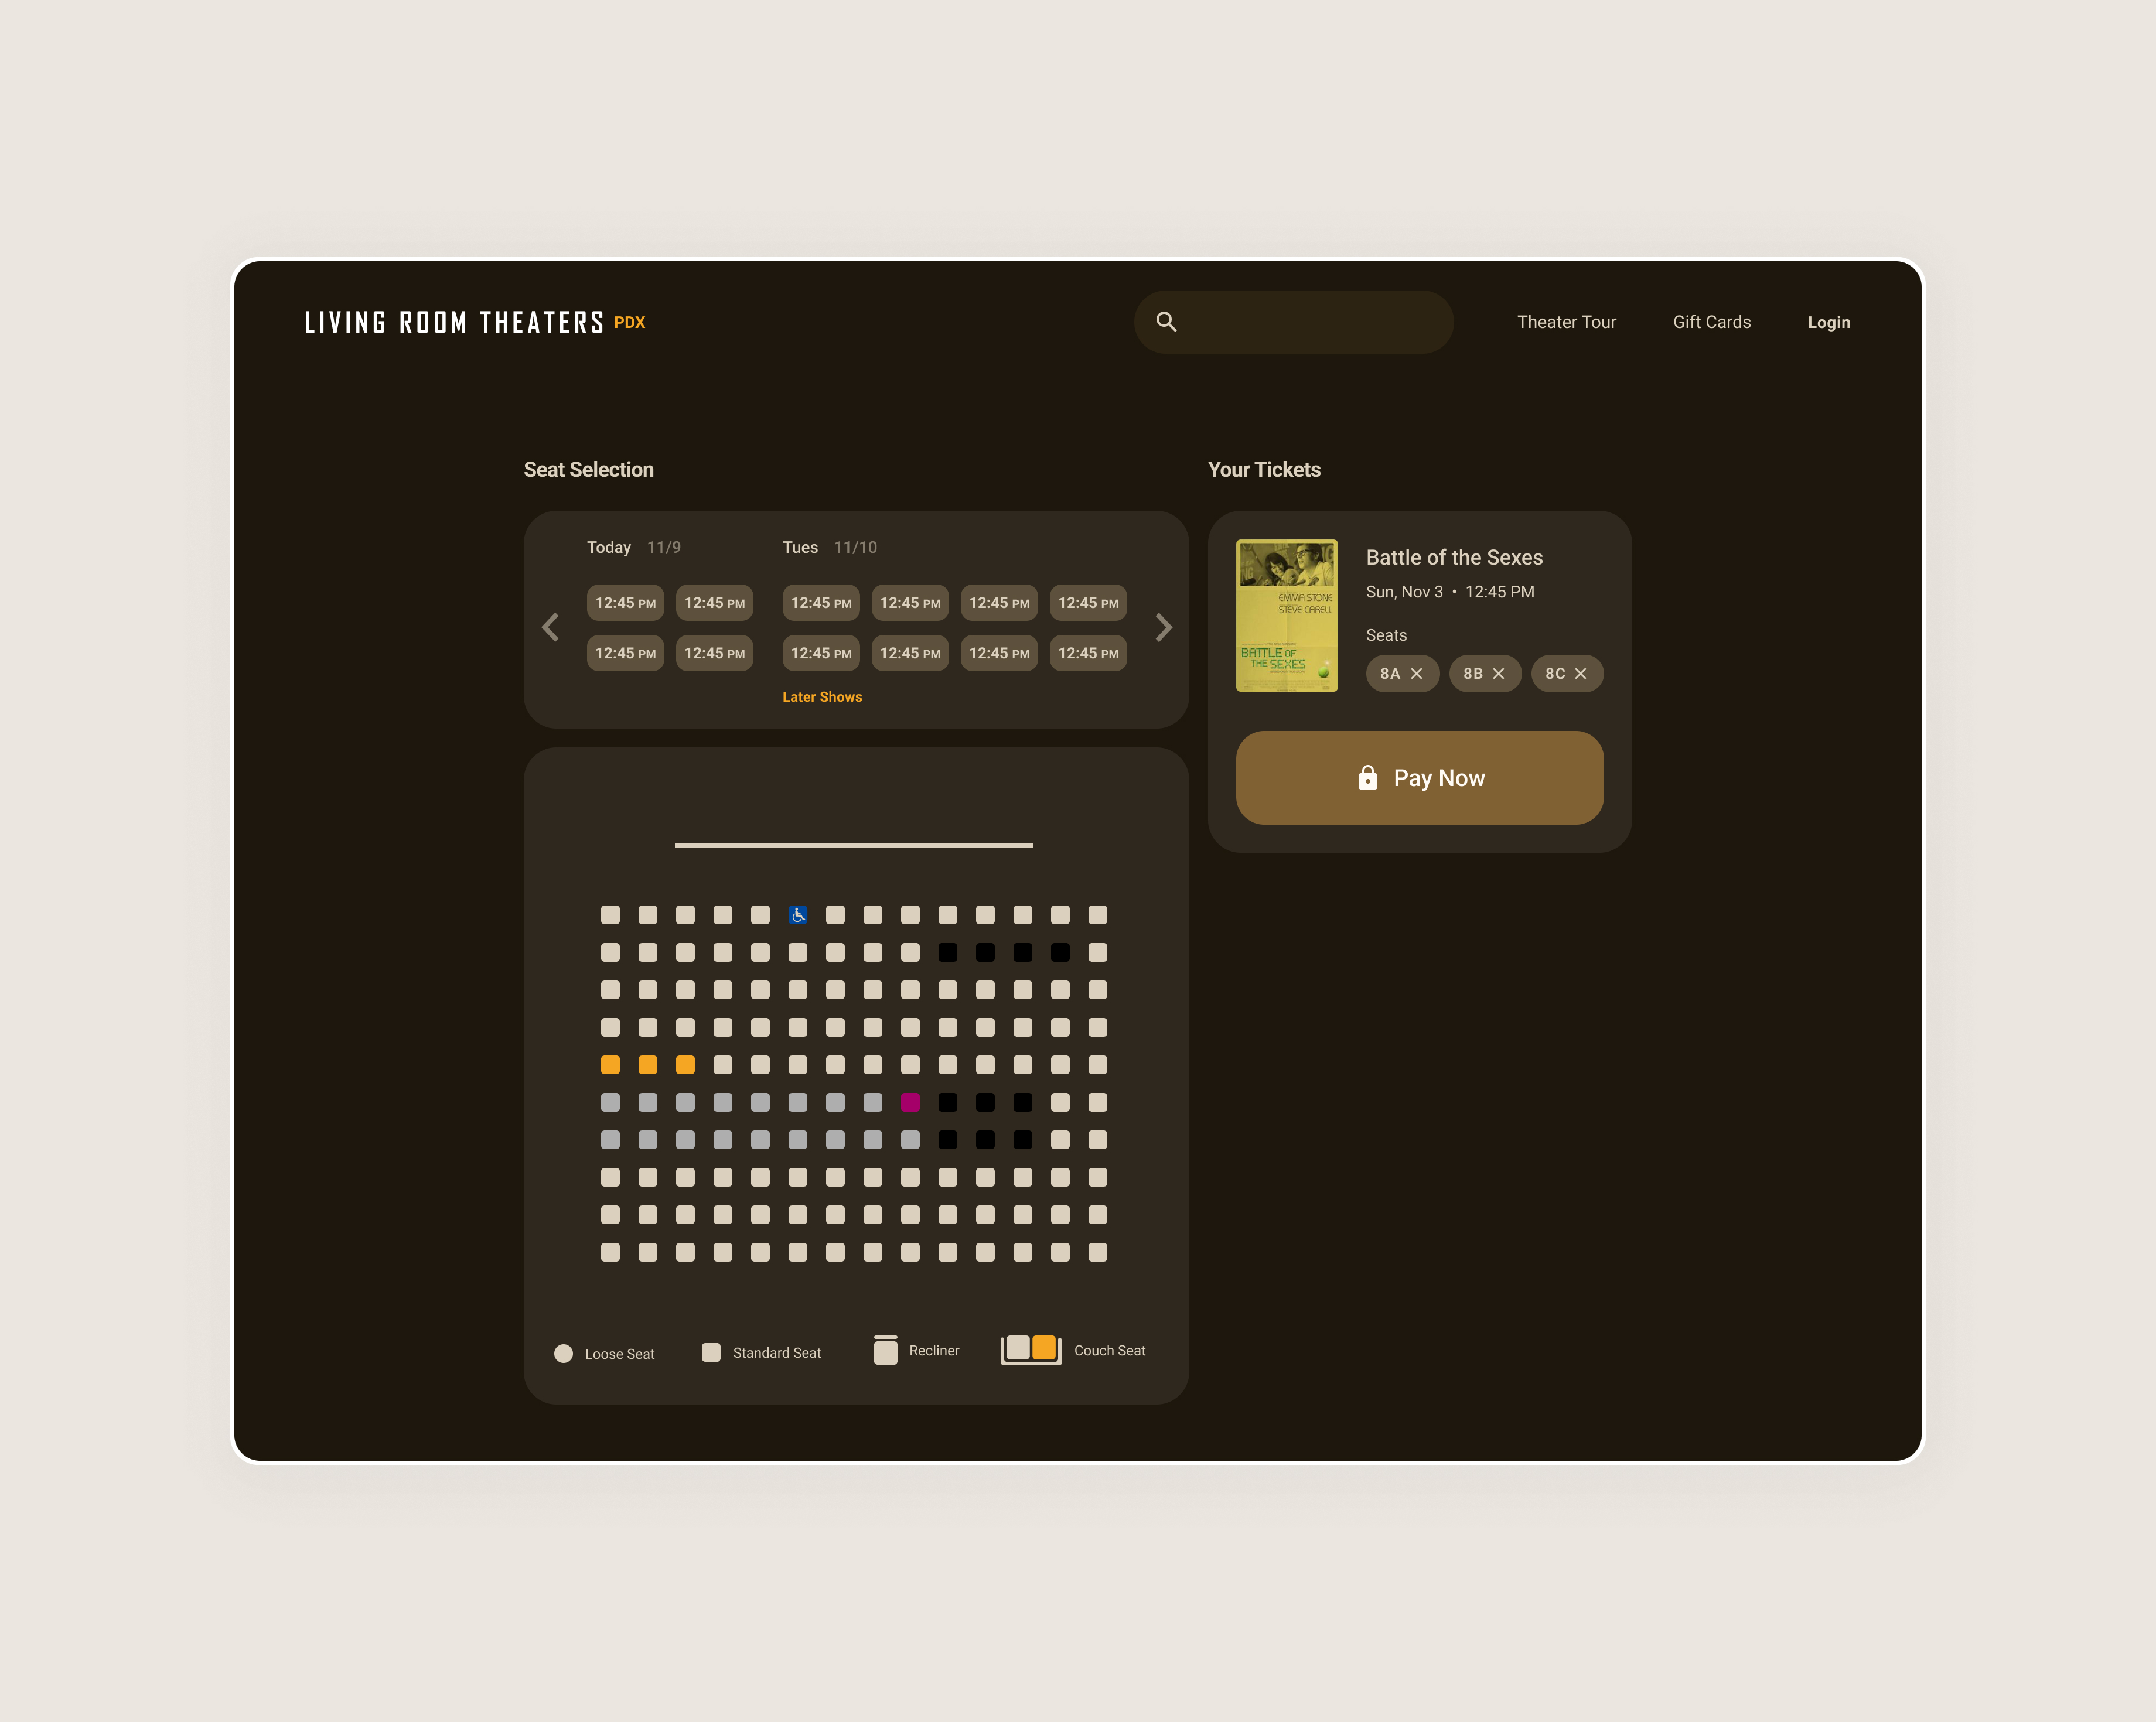 LIVING ROOM THEATERS PDX
Theater Tour
Gift Cards
Login
Seat Selection
Today 11/9
Tues 11/10
12:45 PM 12:45 PM 12:45 PM 12:45 PM 12:45 PM 12:45 PM
12:45 PM 12:45 PM 12:45 PM 12:45 PM 12:45 PM 12:45 PM
Later Shows
Loose Seat
Standard Seat
Recliner
Couch Seat
Your Tickets
EMMA STONE
STEVE CARELL
BATTLE OF
THE SEXES
Battle of the Sexes
Sun, Nov 3 • 12:45 PM
Seats
8A 8B 8C
Pay Now